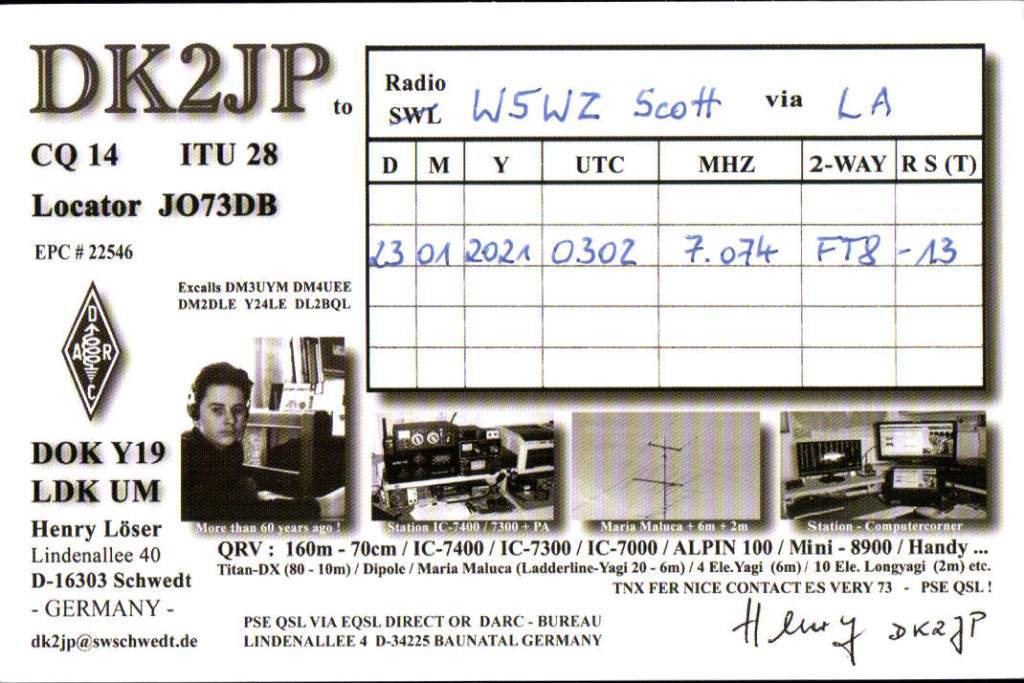 DK2JP to
CQ 14 ITU 28
Locator JO73DB
EPC # 22546
Excalls DM3UYM DM4UEE
DM2DLE Y24LE DL2BQL
D A R C
DOK Y19
LDK UM
Henry Löser
Lindenallee 40
D-16303 Schwedt
- GERMANY -
dk2jp@swschwedt.de
Radio
SWL W5WZ Scott via LA
D M Y UTC MHZ 2-WAY R S (T)
23 01 2021 0302 7.074 FT8 -13
More than 60 years ago !
Station IC-7400 / 7300 + PA
Maria Maluca + 6m + 2m
Station - Computercorner
QRV : 160m - 70cm / IC-7400 / IC-7300 / IC-7000 / ALPIN 100 / Mini - 8900 / Handy ...
Titan-DX (80 - 10m) / Dipole / Maria Maluca (Ladderline-Yagi 20 - 6m) / 4 Ele.Yagi (6m) / 10 Ele. Longyagi (2m) etc.
TNX FER NICE CONTACT ES VERY 73 - PSE QSL !
PSE QSL VIA EQSL DIRECT OR DARC - BUREAU
LINDENALLEE 4 D-34225 BAUNATAL GERMANY
Henry DK2JP